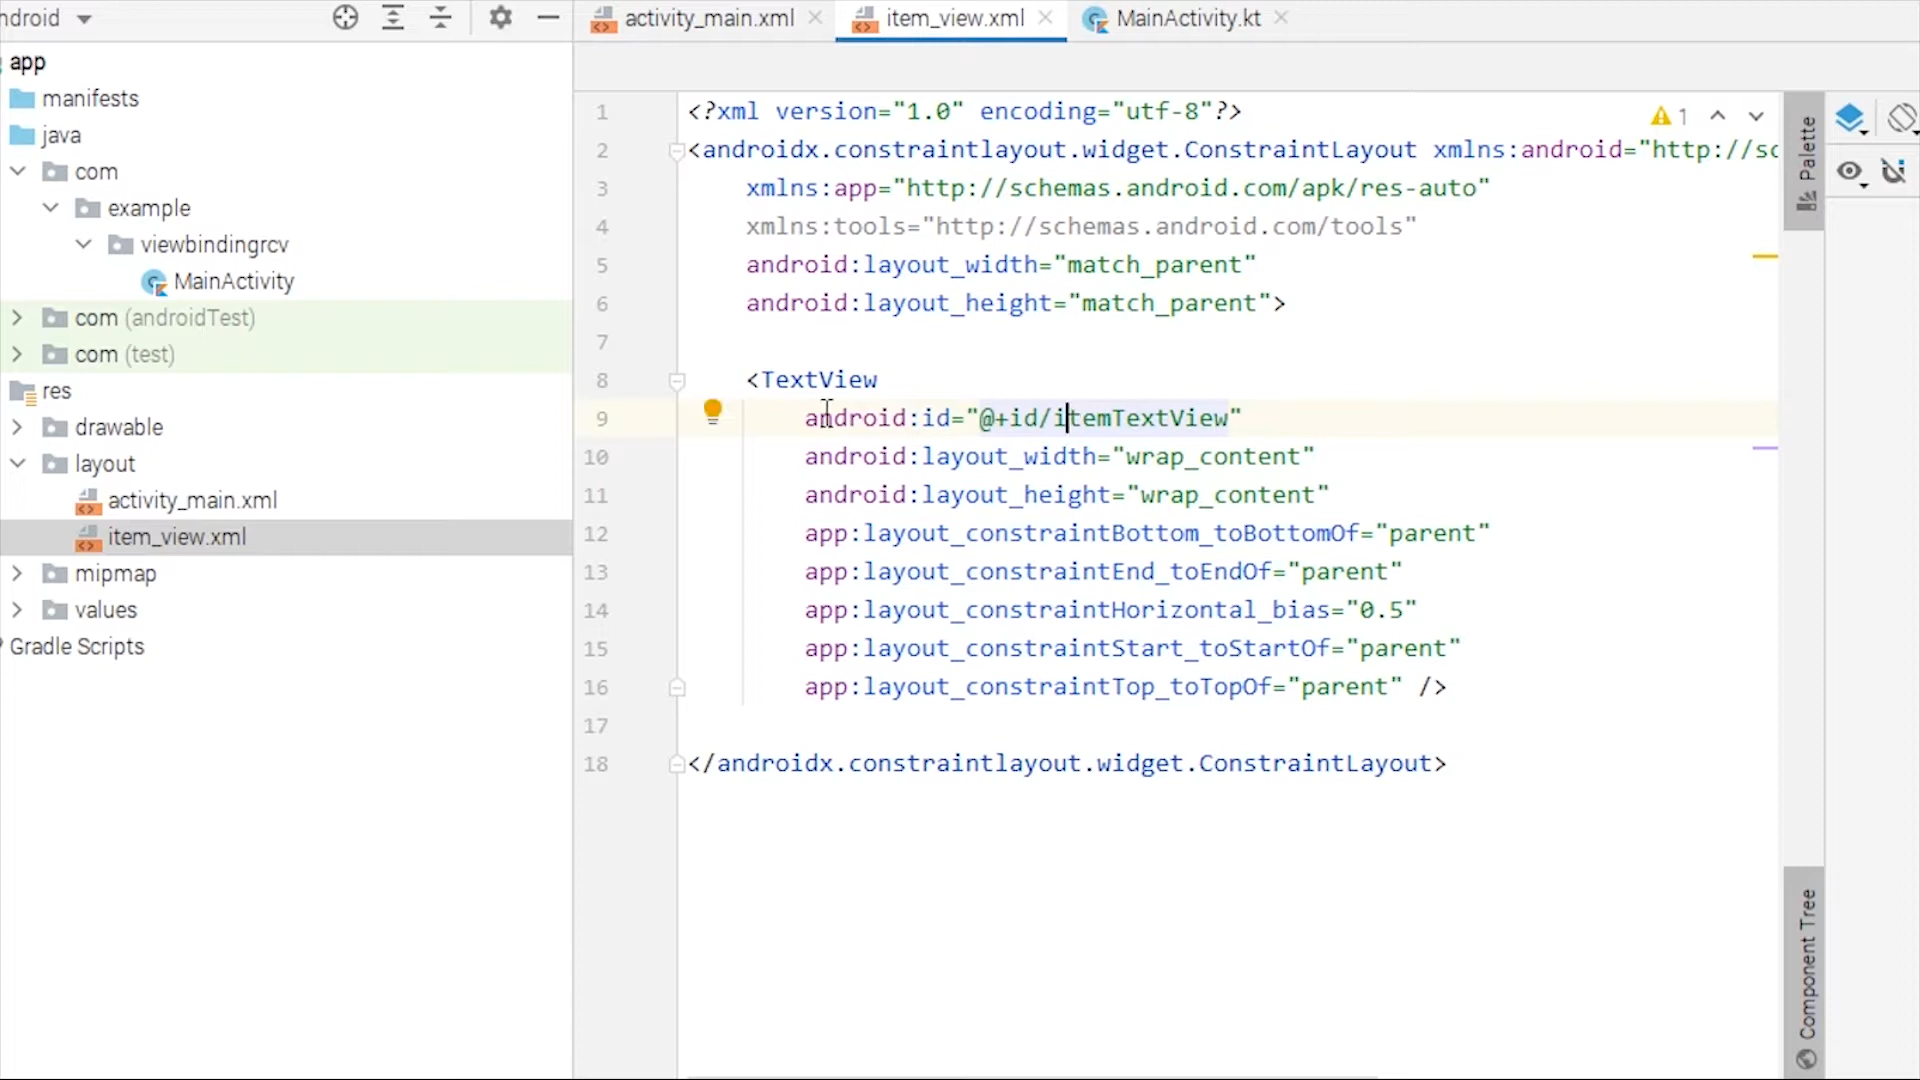 ndroid
activity_main.xml
item_view.xml
MainActivity.kt
app
manifests
java
com
example
viewbindingrcv
MainActivity
com (androidTest)
com (test)
res
drawable
layout
activity_main.xml
item_view.xml
mipmap
values
Gradle Scripts
1 <?xml version="1.0" encoding="utf-8"?>
2 <androidx.constraintlayout.widget.ConstraintLayout xmlns:android="http://sc
3 xmlns:app="http://schemas.android.com/apk/res-auto"
4 xmlns:tools="http://schemas.android.com/tools"
5 android:layout_width="match_parent"
6 android:layout_height="match_parent">
7
8 <TextView
9 android:id="@+id/itemTextView"
10 android:layout_width="wrap_content"
11 android:layout_height="wrap_content"
12 app:layout_constraintBottom_toBottomOf="parent"
13 app:layout_constraintEnd_toEndOf="parent"
14 app:layout_constraintHorizontal_bias="0.5"
15 app:layout_constraintStart_toStartOf="parent"
16 app:layout_constraintTop_toTopOf="parent" />
17
18 </androidx.constraintlayout.widget.ConstraintLayout>
1
Palette
Component Tree